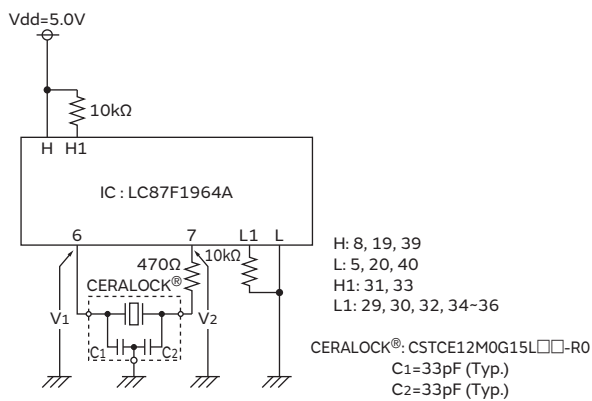 Vdd=5.0V
10kΩ
H H1
IC : LC87F1964A
6 7 L1 L
470Ω 10kΩ
CERALOCK®
V1 V2
C1 C2
H: 8, 19, 39
L: 5, 20, 40
H1: 31, 33
L1: 29, 30, 32, 34~36
CERALOCK®: CSTCE12M0G15L□□-R0
C1=33pF (Typ.)
C2=33pF (Typ.)